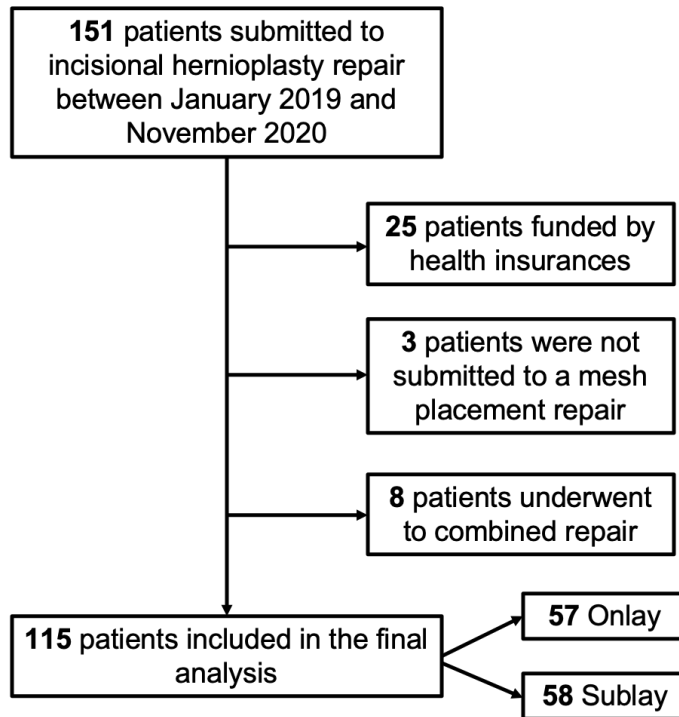 151 patients submitted to
incisional hernioplasty repair
between January 2019 and
November 2020
25 patients funded by
health insurances
3 patients were not
submitted to a mesh
placement repair
8 patients underwent
to combined repair
115 patients included in the final
analysis
57 Onlay
58 Sublay